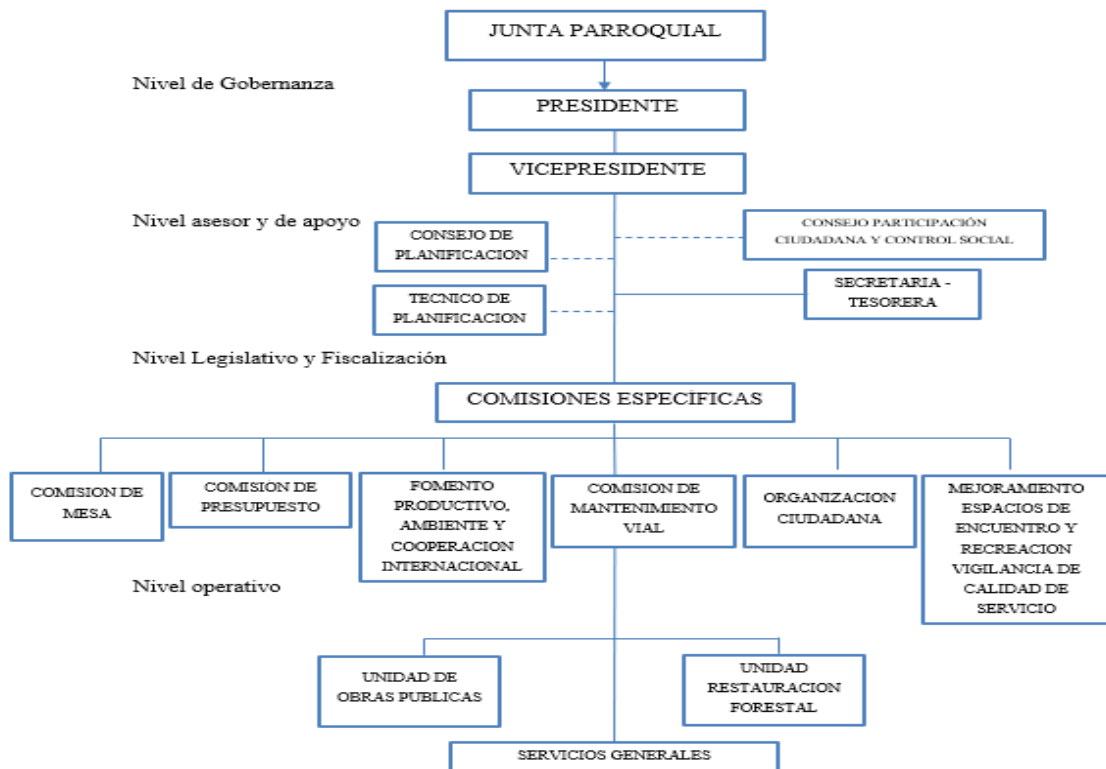 JUNTA PARROQUIAL
Nivel de Gobernanza
PRESIDENTE
VICEPRESIDENTE
Nivel asesor y de apoyo
CONSEJO DE
PLANIFICACION
CONSEJO PARTICIPACIÓN
CIUDADANA Y CONTROL SOCIAL
TECNICO DE
PLANIFICACION
SECRETARIA -
TESORERA
Nivel Legislativo y Fiscalización
COMISIONES ESPECÍFICAS
COMISION DE
MESA
COMISION DE
PRESUPUESTO
FOMENTO
PRODUCTIVO,
AMBIENTE Y
COOPERACION
INTERNACIONAL
COMISION DE
MANTENIMIENTO
VIAL
ORGANIZACION
CIUDADANA
MEJORAMIENTO
ESPACIOS DE
ENCUENTRO Y
RECREACION
VIGILANCIA DE
CALIDAD DE
SERVICIO
Nivel operativo
UNIDAD DE
OBRAS PUBLICAS
UNIDAD
RESTAURACION
FORESTAL
SERVICIOS GENERALES